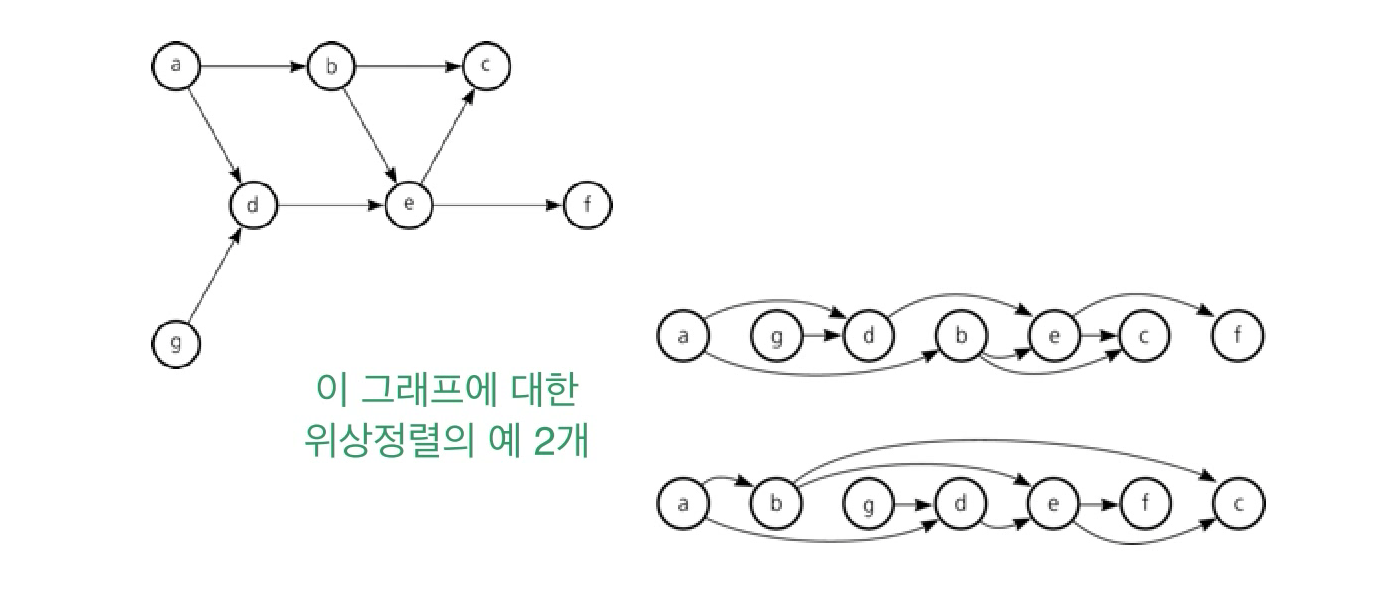 a b c
d e f
g
이 그래프에 대한
위상정렬의 예 2개
a g d b e c f
a b g d e f c